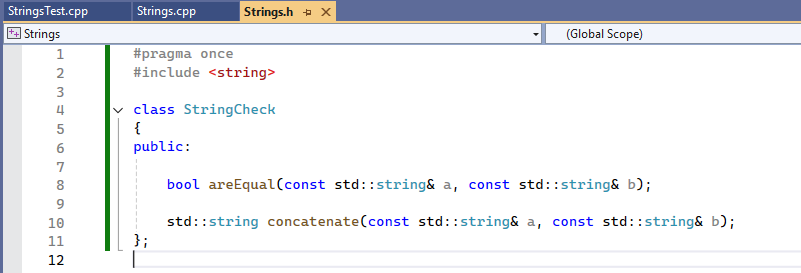 StringsTest.cpp Strings.cpp Strings.h
Strings (Global Scope)
1 #pragma once
2 #include <string>
3
4 class StringCheck
5 {
6 public:
7
8 bool areEqual(const std::string& a, const std::string& b);
9
10 std::string concatenate(const std::string& a, const std::string& b);
11 };
12